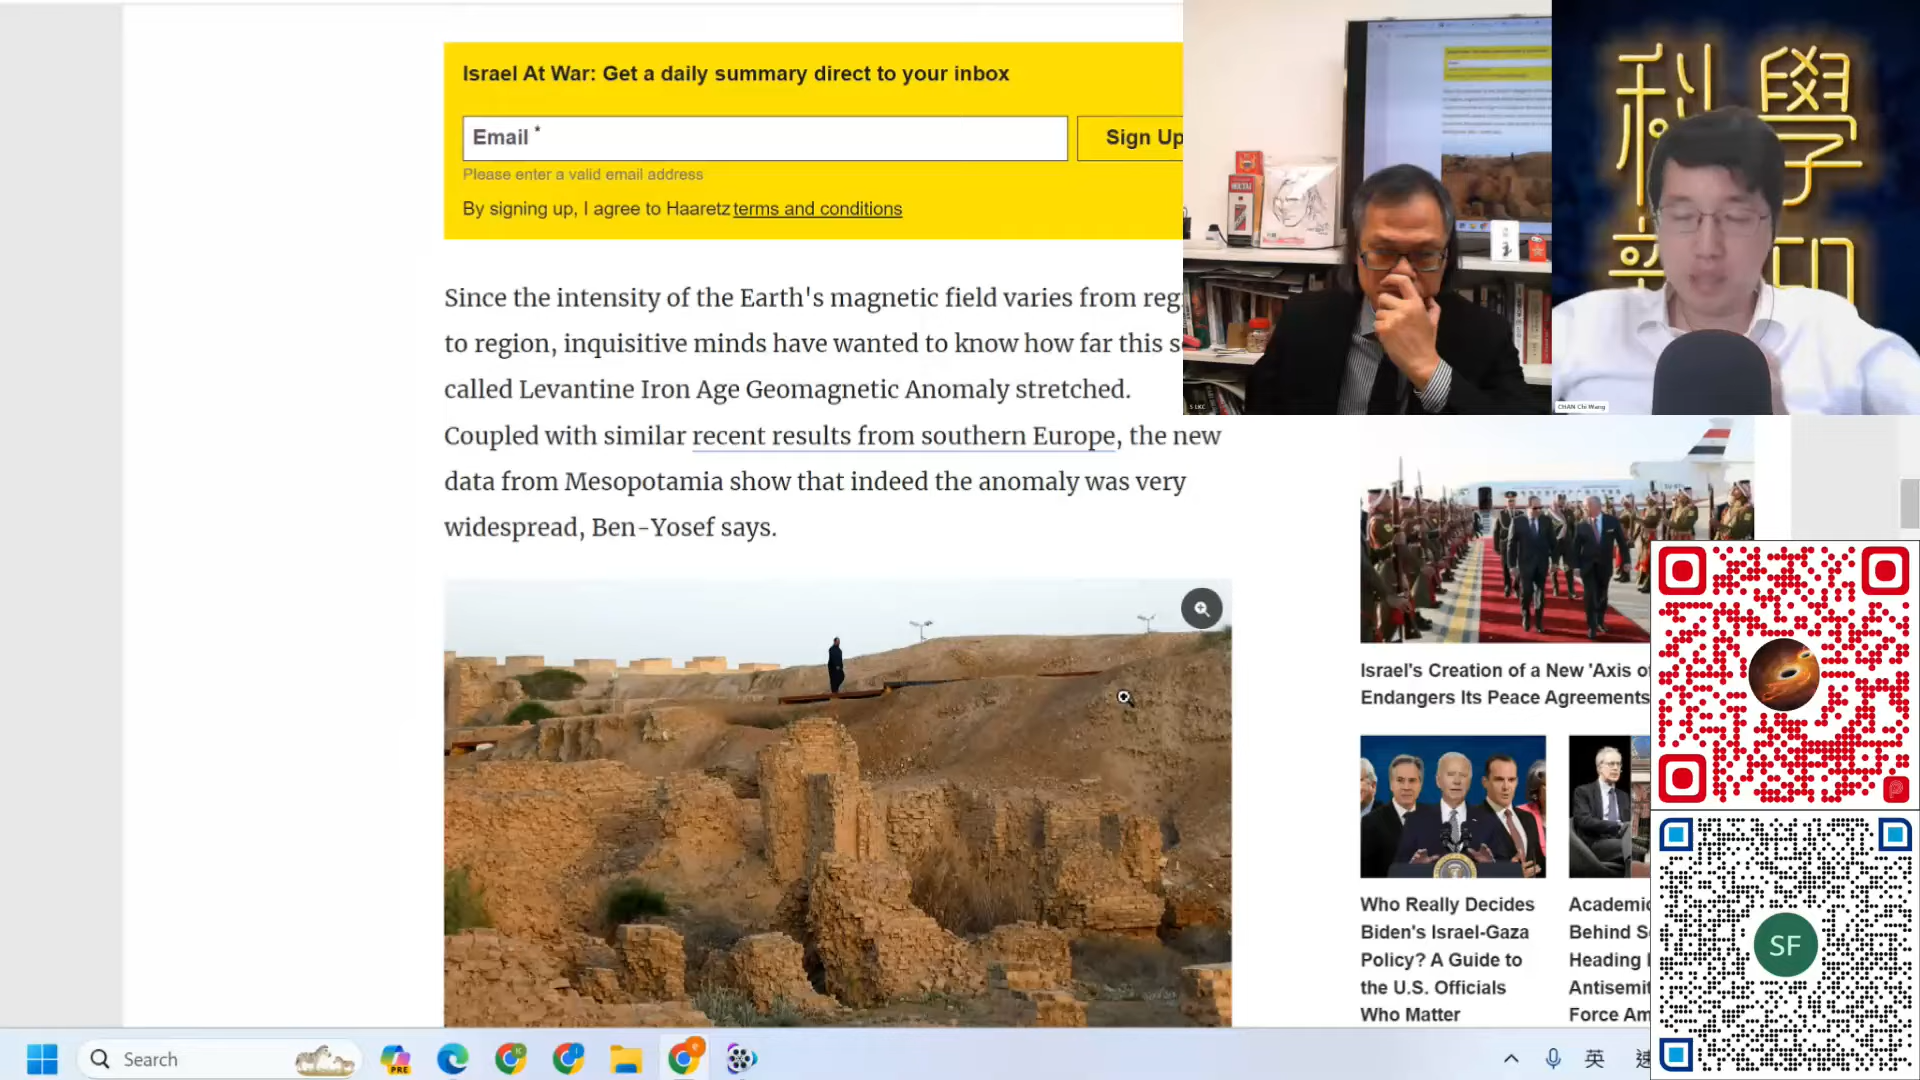 Israel At War: Get a daily summary direct to your inbox
Email *
Sign Up
Please enter a valid email address
By signing up, I agree to Haaretz terms and conditions
Since the intensity of the Earth's magnetic field varies from reg
to region, inquisitive minds have wanted to know how far this s
called Levantine Iron Age Geomagnetic Anomaly stretched.
Coupled with similar recent results from southern Europe, the new
data from Mesopotamia show that indeed the anomaly was very
widespread, Ben-Yosef says.
科學
CHAN Chi Wang
Israel's Creation of a New 'Axis o
Endangers Its Peace Agreements
Who Really Decides
Biden's Israel-Gaza
Policy? A Guide to
the U.S. Officials
Who Matter
Academic
Behind S
Heading
Antisemit
Force Am
SF
Search
PRE
英